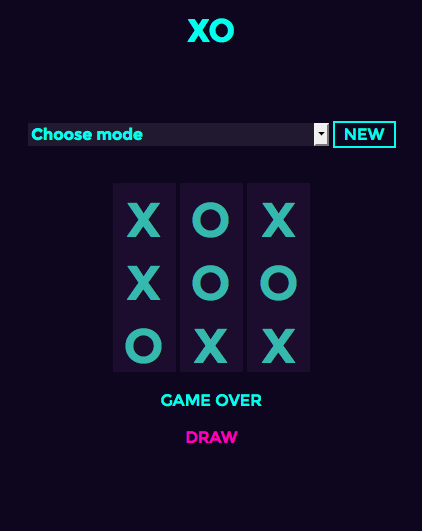 XO
Choose mode NEW
X O X
X O O
O X X
GAME OVER
DRAW